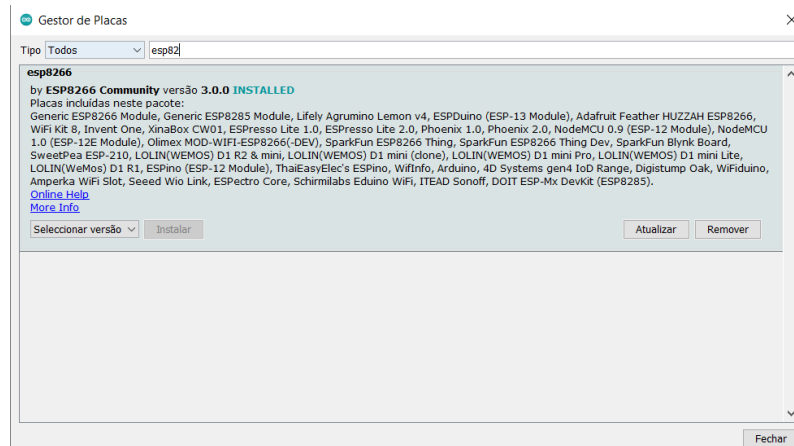 Gestor de Placas
Tipo Todos esp82
esp8266
by ESP8266 Community versão 3.0.0 INSTALLED
Placas incluídas neste pacote:
Generic ESP8266 Module, Generic ESP8285 Module, Lifely Agrumino Lemon v4, ESPDuino (ESP-13 Module), Adafruit Feather HUZZAH ESP8266,
WiFi Kit 8, Invent One, XinaBox CW01, ESPresso Lite 1.0, ESPresso Lite 2.0, Phoenix 1.0, Phoenix 2.0, NodeMCU 0.9 (ESP-12 Module), NodeMCU
1.0 (ESP-12E Module), Olimex MOD-WIFI-ESP8266(-DEV), SparkFun ESP8266 Thing, SparkFun ESP8266 Thing Dev, SparkFun Blynk Board,
SweetPea ESP-210, LOLIN(WEMOS) D1 R2 & mini, LOLIN(WEMOS) D1 mini (clone), LOLIN(WEMOS) D1 mini Pro, LOLIN(WEMOS) D1 mini Lite,
LOLIN(WeMos) D1 R1, ESPino (ESP-12 Module), ThaiEasyElec's ESPino, WifInfo, Arduino, 4D Systems gen4 IoD Range, Digistump Oak, WiFiduino,
Amperka WiFi Slot, Seeed Wio Link, ESPectro Core, Schirmilabs Eduino WiFi, ITEAD Sonoff, DOIT ESP-Mx DevKit (ESP8285).
Online Help
More Info
Seleccionar versão Instalar Atualizar Remover
Fechar